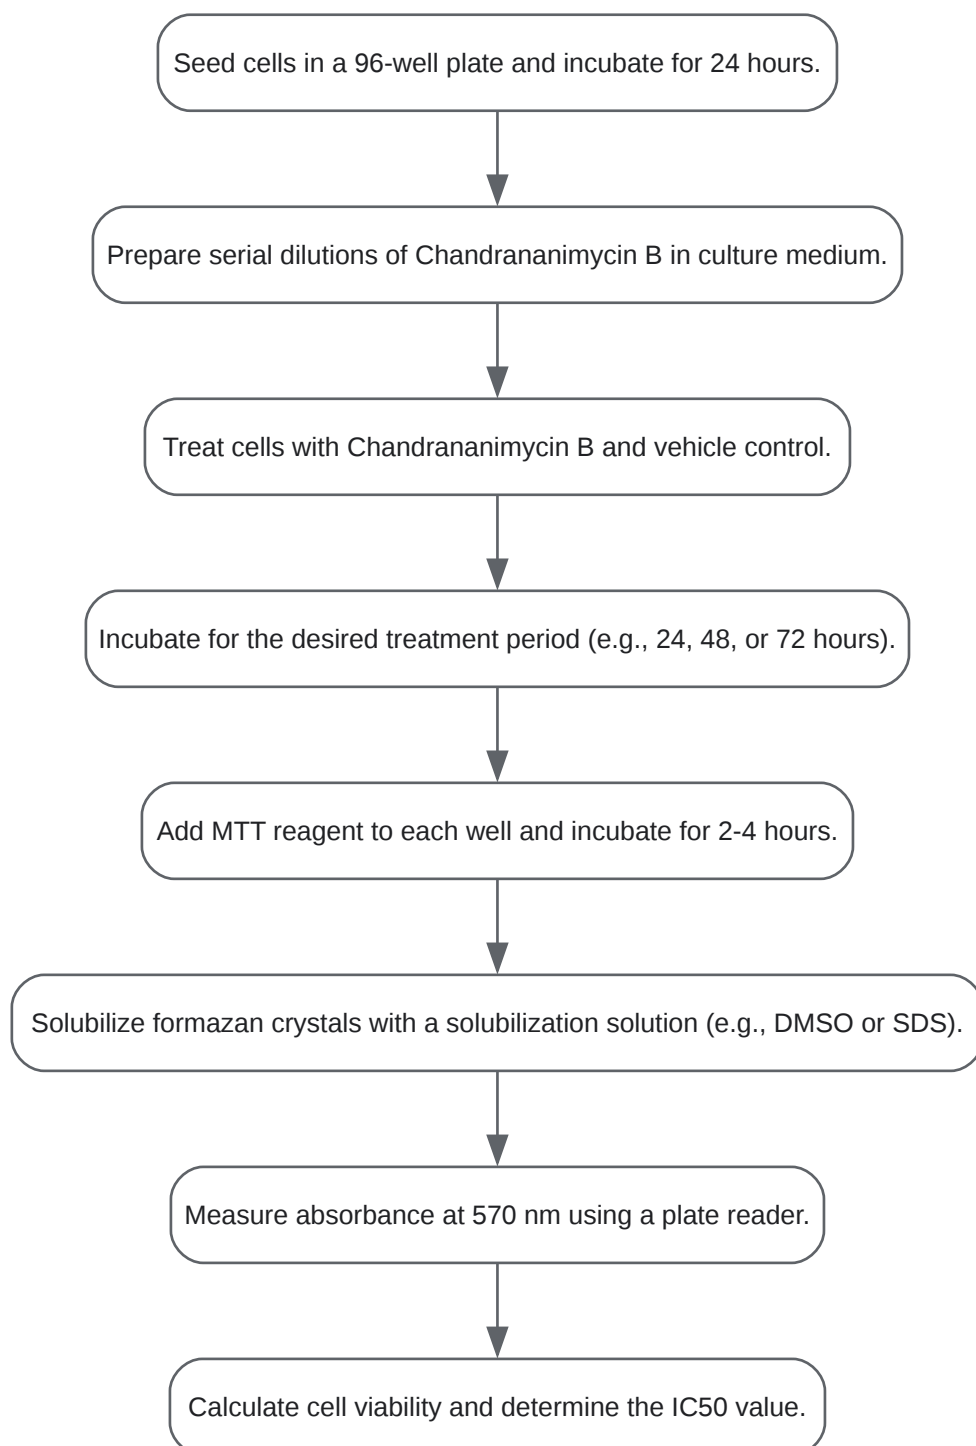 Seed cells in a 96-well plate and incubate for 24 hours.
Prepare serial dilutions of Chandrananimycin B in culture medium.
Treat cells with Chandrananimycin B and vehicle control.
Incubate for the desired treatment period (e.g., 24, 48, or 72 hours).
Add MTT reagent to each well and incubate for 2-4 hours.
Solubilize formazan crystals with a solubilization solution (e.g., DMSO or SDS).
Measure absorbance at 570 nm using a plate reader.
Calculate cell viability and determine the IC50 value.